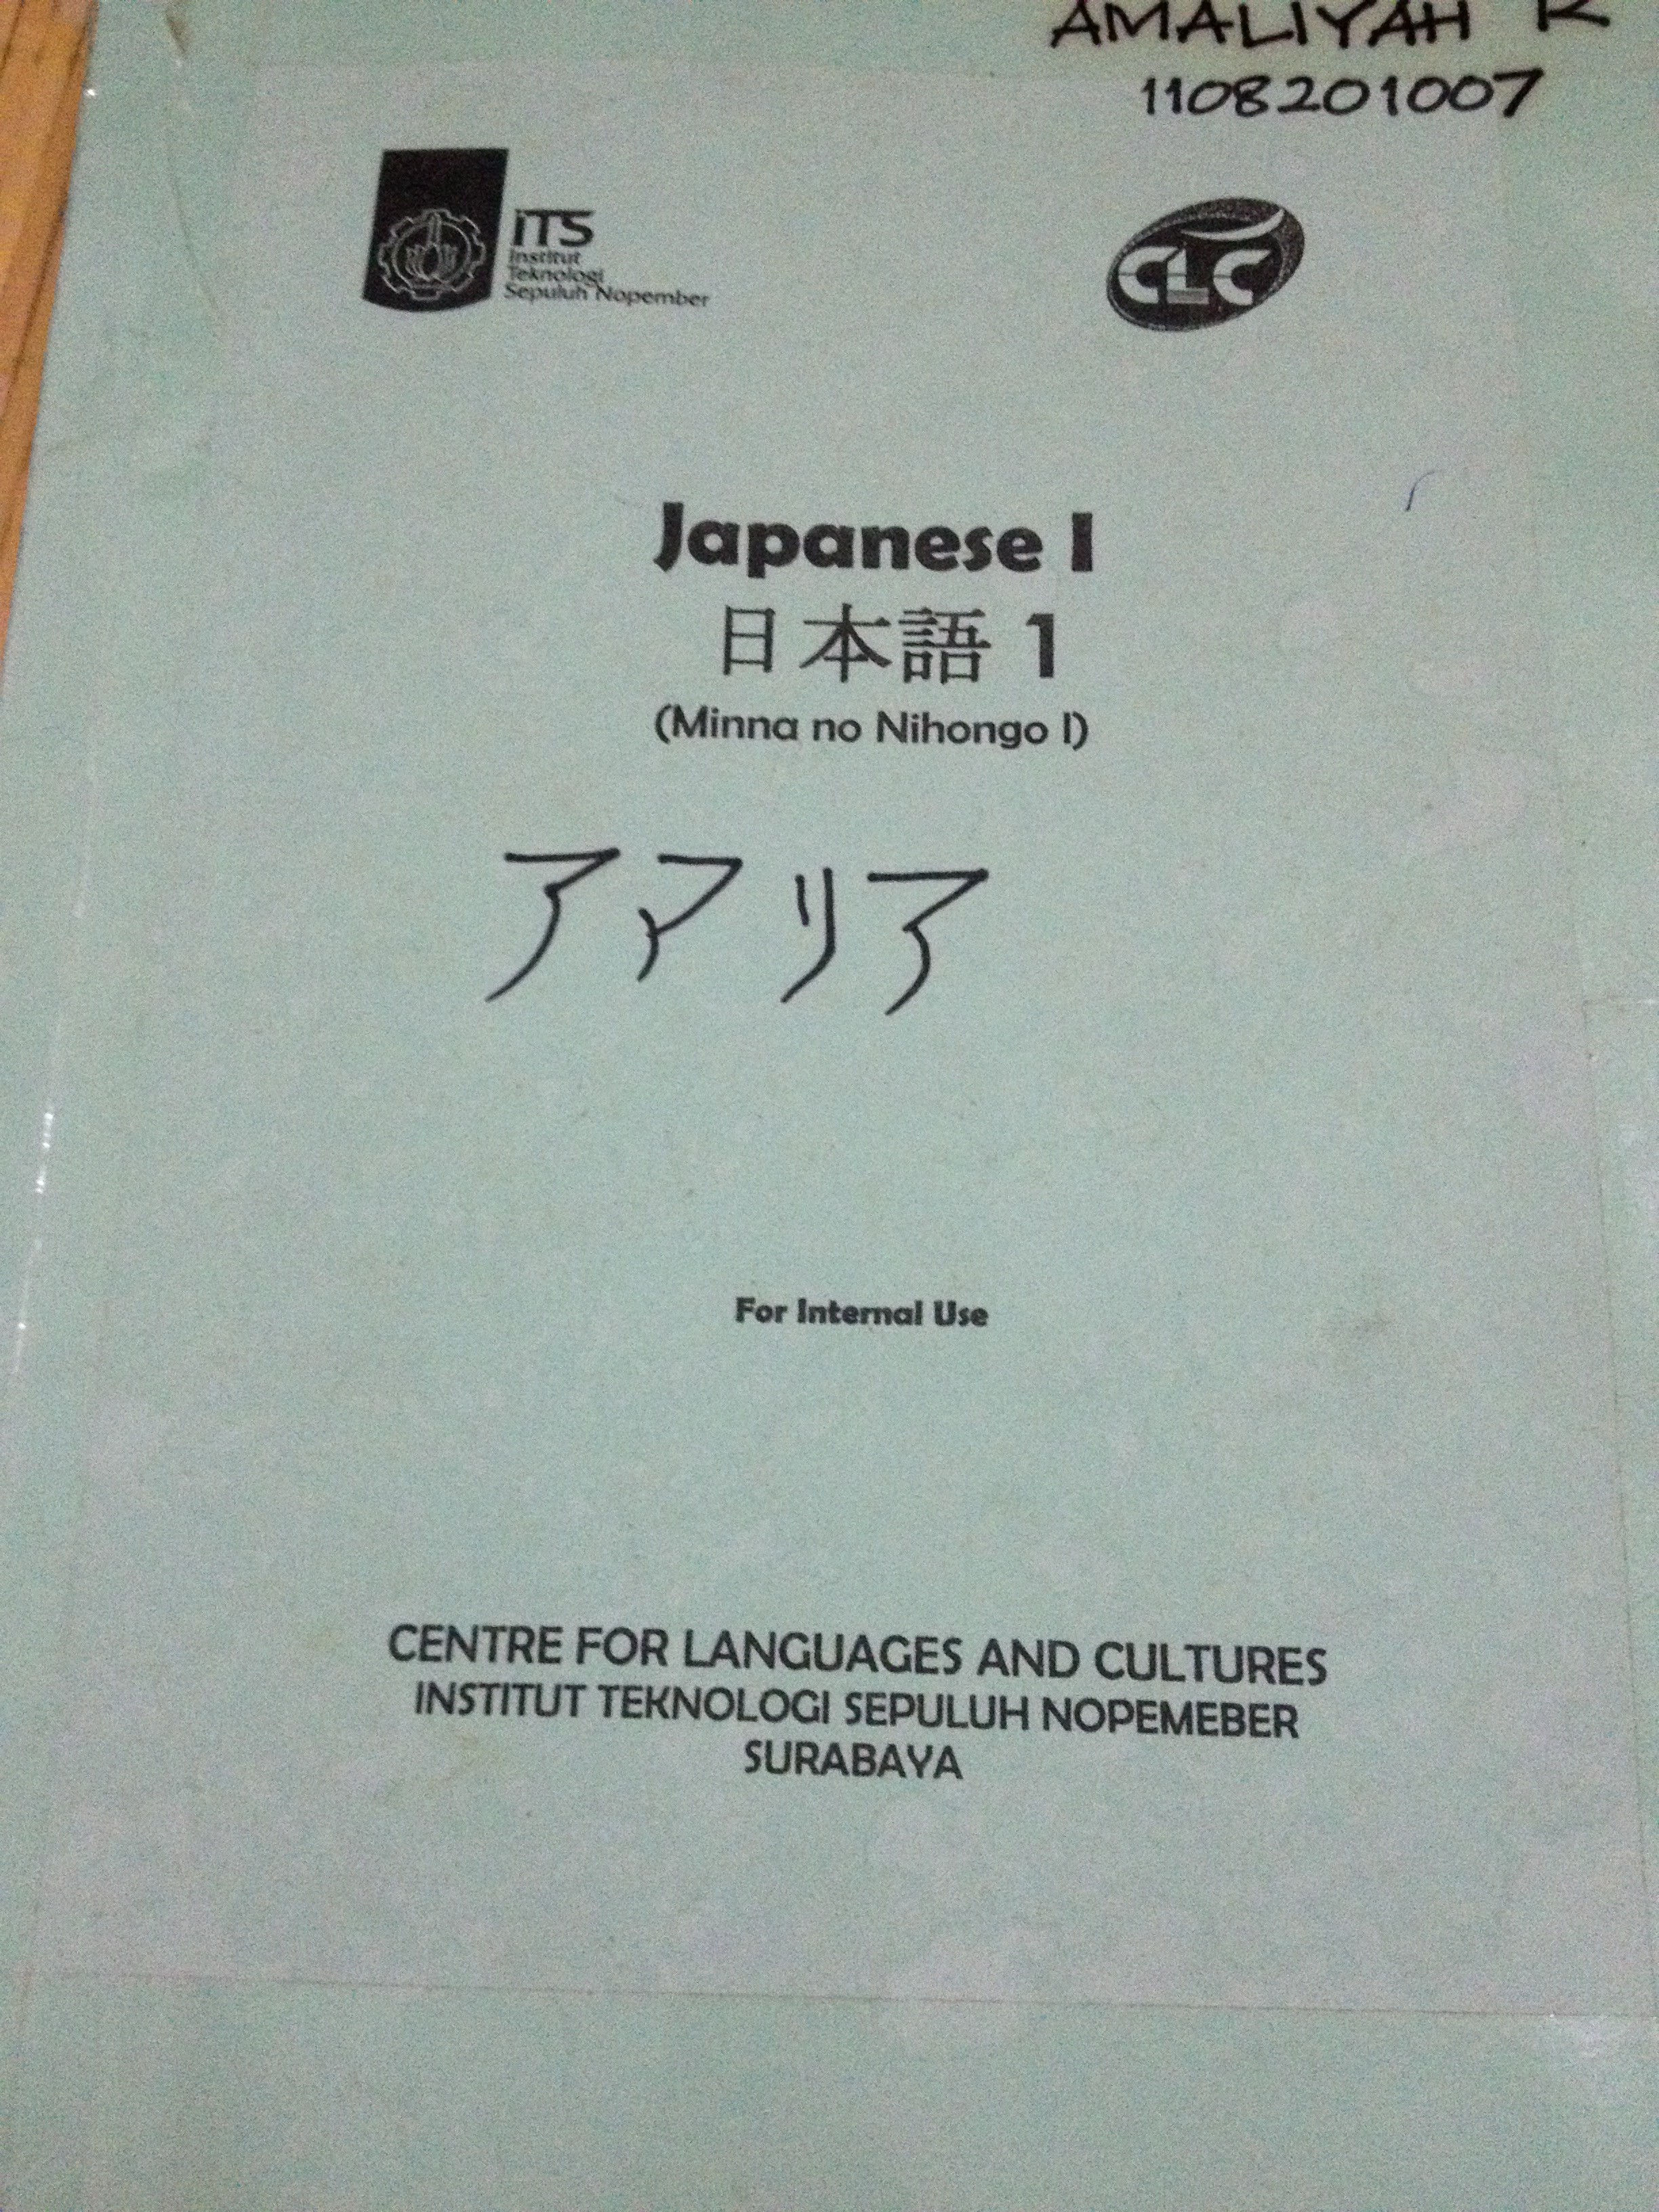 AMALIYAH K
1108201007
iTS
Institut
Teknologi
Sepuluh Nopember
CLC
Japanese I
日本語 1
(Minna no Nihongo I)
アマリア
For Internal Use
CENTRE FOR LANGUAGES AND CULTURES
INSTITUT TEKNOLOGI SEPULUH NOPEMEBER
SURABAYA